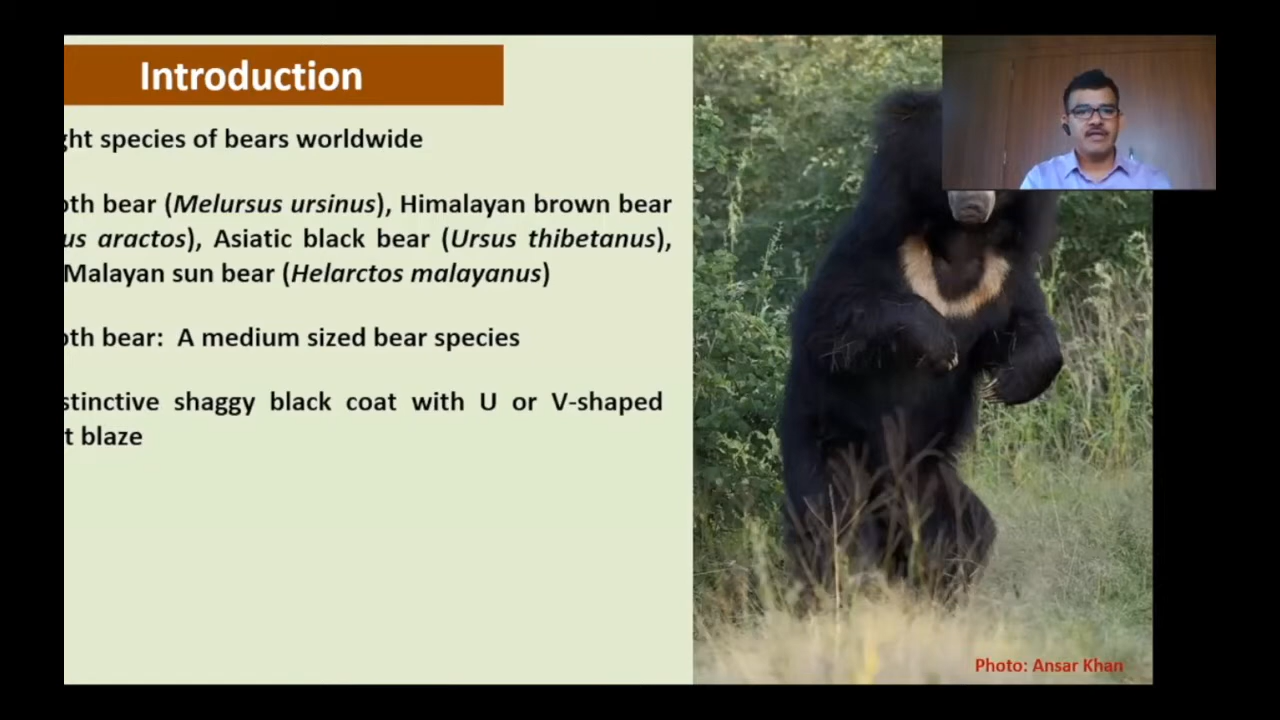 Introduction
ght species of bears worldwide
oth bear (Melursus ursinus), Himalayan brown bear
us aractos), Asiatic black bear (Ursus thibetanus),
Malayan sun bear (Helarctos malayanus)
oth bear: A medium sized bear species
stinctive shaggy black coat with U or V-shaped
t blaze
Photo: Ansar Khan